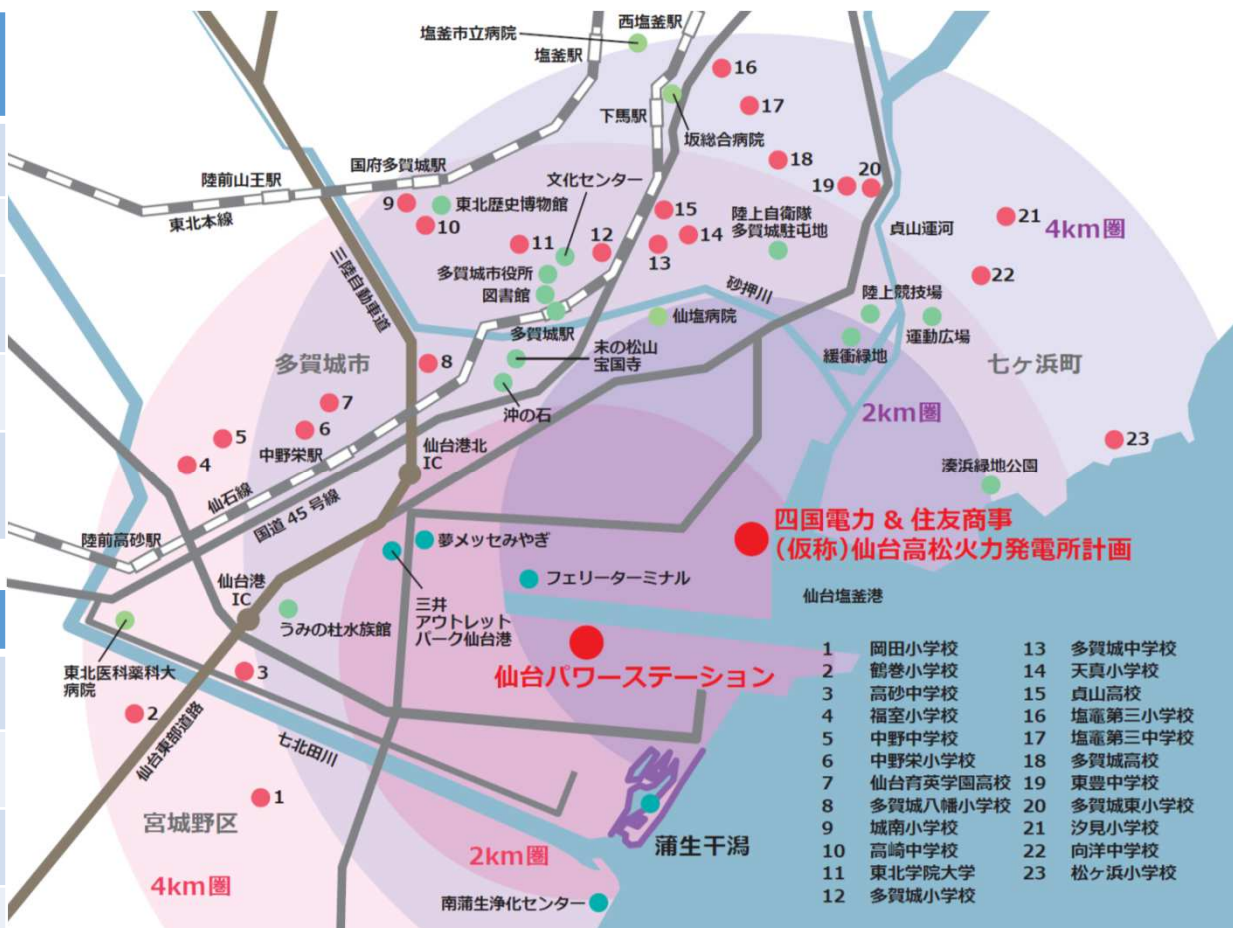 西塩釜駅
塩釜市立病院
塩釜駅
16
17
下馬駅
坂総合病院
国府多賀城駅
文化センター
18
19
20
陸前山王駅
東北本線
9
東北歴史博物館
10
15
陸上自衛隊
多賀城駐屯地
貞山運河
21
4km圏
11
12
13
14
三陸自動車道
多賀城市役所
図書館
22
砂押川
陸上競技場
多賀城駅
仙塩病院
運動広場
緩衝緑地
多賀城市
8
末の松山
宝国寺
七ヶ浜町
沖の石
2km圏
7
6
5
4
中野栄駅
仙台港北
IC
23
湊浜緑地公園
仙石線
国道45号線
陸前高砂駅
夢メッセみやぎ
四国電力 & 住友商事
(仮称)仙台高松火力発電所計画
フェリーターミナル
仙台港
IC
仙台塩釜港
うみの杜水族館
三井
アウトレット
パーク仙台港
東北医科薬科大
病院
3
仙台パワーステーション
2
仙台東部道路
七北田川
1
宮城野区
蒲生干潟
2km圏
4km圏
南蒲生浄化センター
1 岡田小学校
2 鶴巻小学校
3 高砂中学校
4 福室小学校
5 中野中学校
6 中野栄小学校
7 仙台育英学園高校
8 多賀城八幡小学校
9 城南小学校
10 高崎中学校
11 東北学院大学
12 多賀城小学校
13 多賀城中学校
14 天真小学校
15 貞山高校
16 塩竈第三小学校
17 塩竈第三中学校
18 多賀城高校
19 東豊中学校
20 多賀城東小学校
21 汐見小学校
22 向洋中学校
23 松ヶ浜小学校